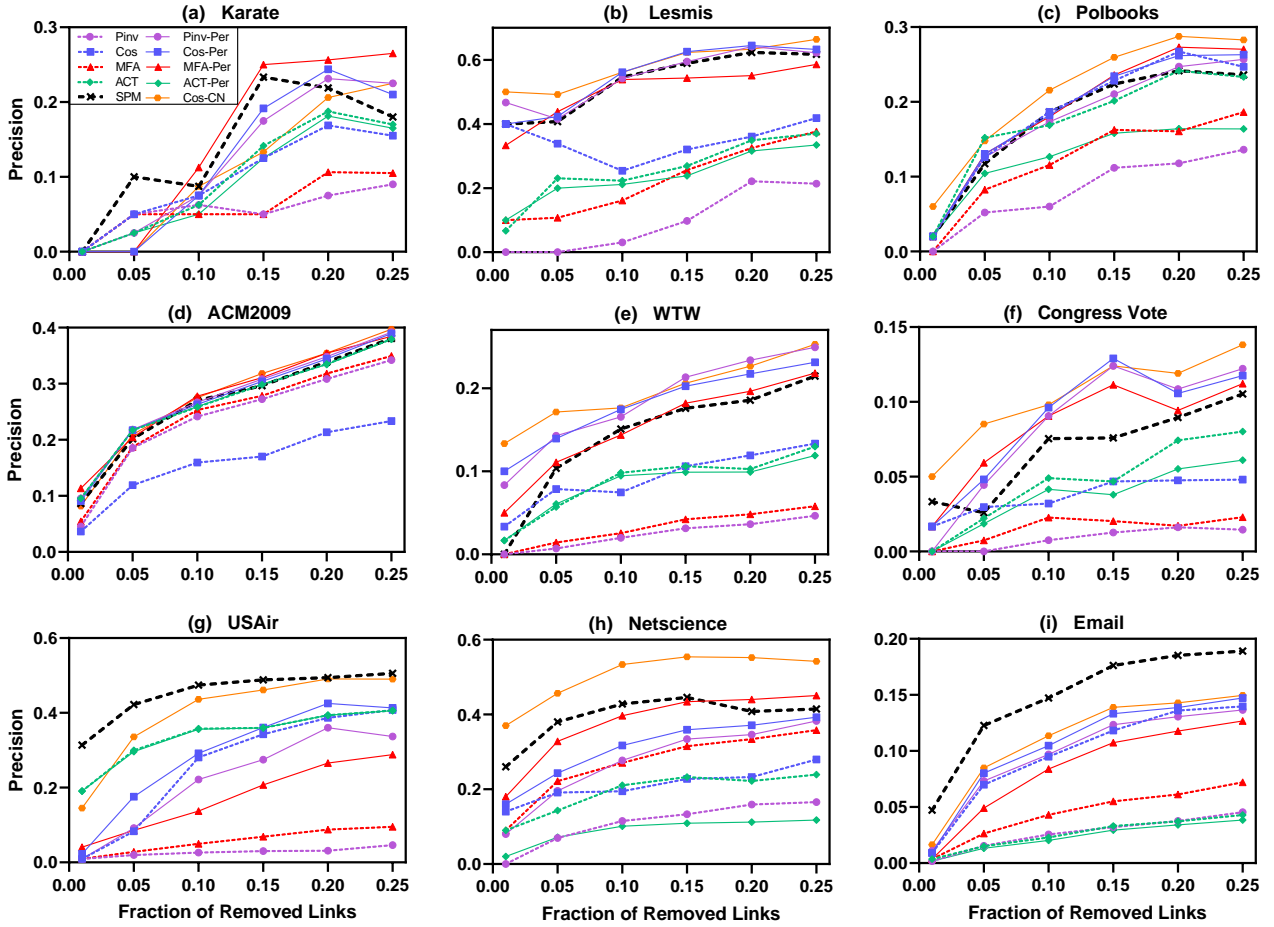 (a) Karate
(b) Lesmis
(c) Polbooks
Precision
0.3
0.2
0.1
0.0
Pinv
Pinv-Per
Cos
Cos-Per
MFA
MFA-Per
ACT
ACT-Per
SPM
Cos-CN
0.00 0.05 0.10 0.15 0.20 0.25
0.6
0.4
0.2
0.0
0.00 0.05 0.10 0.15 0.20 0.25
0.3
0.2
0.1
0.0
0.00 0.05 0.10 0.15 0.20 0.25
(d) ACM2009
(e) WTW
(f) Congress Vote
Precision
0.4
0.3
0.2
0.1
0.0
0.00 0.05 0.10 0.15 0.20 0.25
0.2
0.1
0.0
0.00 0.05 0.10 0.15 0.20 0.25
0.15
0.10
0.05
0.00
0.00 0.05 0.10 0.15 0.20 0.25
(g) USAir
(h) Netscience
(i) Email
Precision
0.6
0.4
0.2
0.0
0.00 0.05 0.10 0.15 0.20 0.25
Fraction of Removed Links
0.6
0.4
0.2
0.0
0.00 0.05 0.10 0.15 0.20 0.25
Fraction of Removed Links
0.20
0.15
0.10
0.05
0.00
0.00 0.05 0.10 0.15 0.20 0.25
Fraction of Removed Links